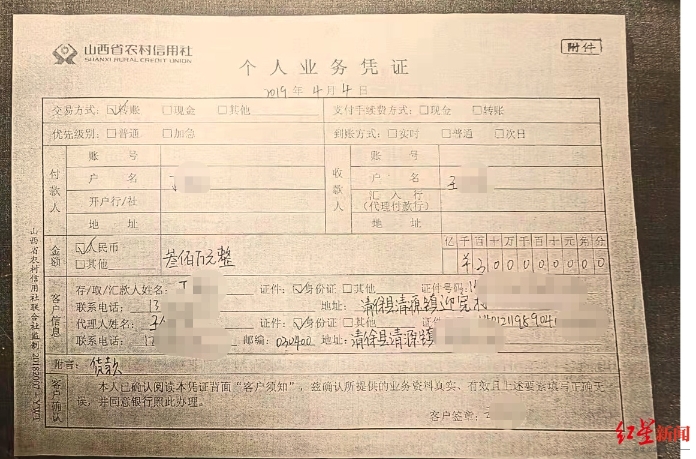 山西省农村信用社
SHANXI RURAL CREDIT UNION
附件
个人业务凭证
2019年4月4日
交易方式: ☑转账 □现金 □其他 支付手续费方式: □现金 □转账
优先级别: □普通 □加急 到账方式: □实时 □普通 □次日
付款人 账号 收款人 账号
户名 丁 户名 王
开户行/社 汇入行(代理付款行)
地址 地址
金额 ☑人民币 叁佰万元整 亿千百十万千百十元角分
□其他 ¥300000000
客户信息 存/取/汇款人姓名: 丁 证件: ☑身份证 □其他 证件号码:
联系电话: 13 地址: 清徐县清源镇迎宪
代理人姓名: 王 证件: ☑身份证 □其他
联系电话: 邮编: 030400 地址: 清徐县清源镇
附言: 货款
客户确认 本人已确认阅读本凭证背面“客户须知”，兹确认所提供的业务资料真实、有效且上述要素填写正确无
误，并同意银行照此办理。
客户签章:
山西省农村信用社联合社监制
红星新闻